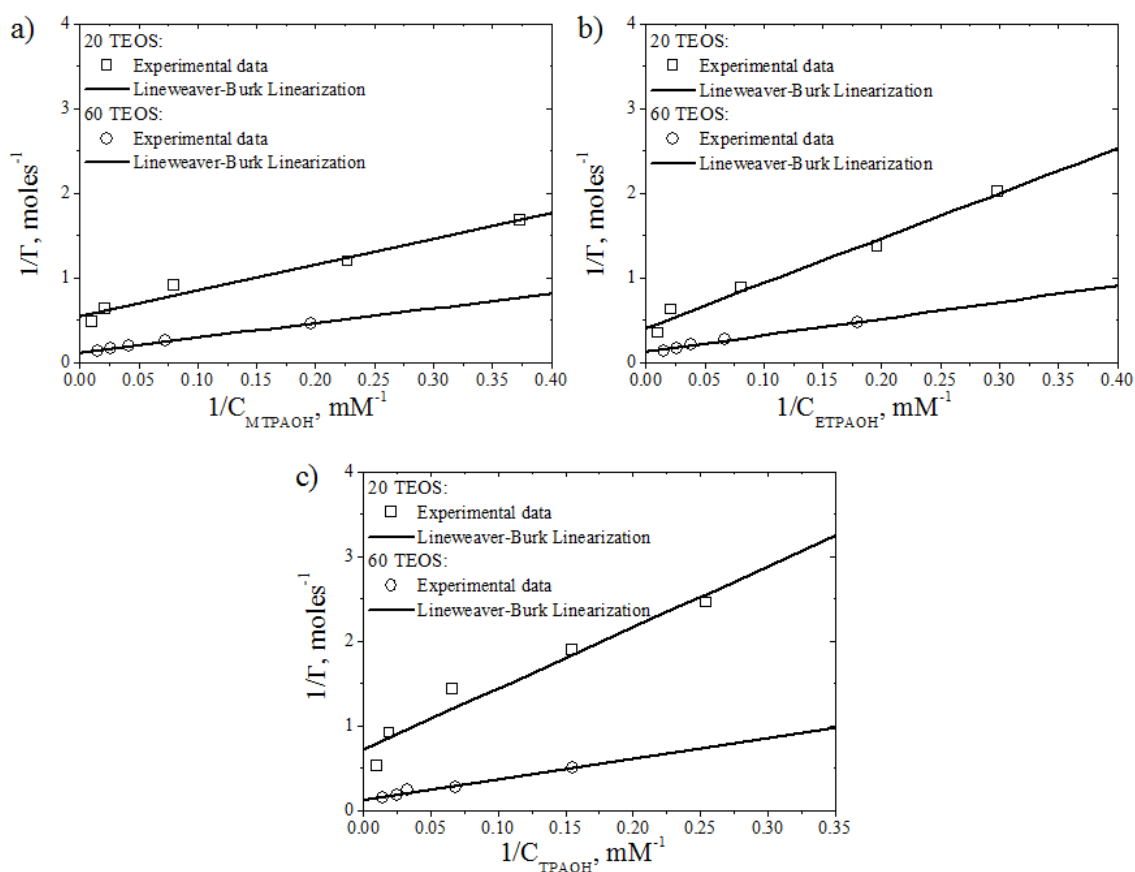 a)
4
3
2
1
0
1/Γ, moles⁻¹
20 TEOS:
Experimental data
Lineweaver-Burk Linearization
60 TEOS:
Experimental data
Lineweaver-Burk Linearization
0.00 0.05 0.10 0.15 0.20 0.25 0.30 0.35 0.40
1/C_MTPAOH, mM⁻¹
b)
4
3
2
1
0
1/Γ, moles⁻¹
20 TEOS:
Experimental data
Lineweaver-Burk Linearization
60 TEOS:
Experimental data
Lineweaver-Burk Linearization
0.00 0.05 0.10 0.15 0.20 0.25 0.30 0.35 0.40
1/C_ETPAOH, mM⁻¹
c)
4
3
2
1
0
1/Γ, moles⁻¹
20 TEOS:
Experimental data
Lineweaver-Burk Linearization
60 TEOS:
Experimental data
Lineweaver-Burk Linearization
0.00 0.05 0.10 0.15 0.20 0.25 0.30 0.35
1/C_TPAOH, mM⁻¹